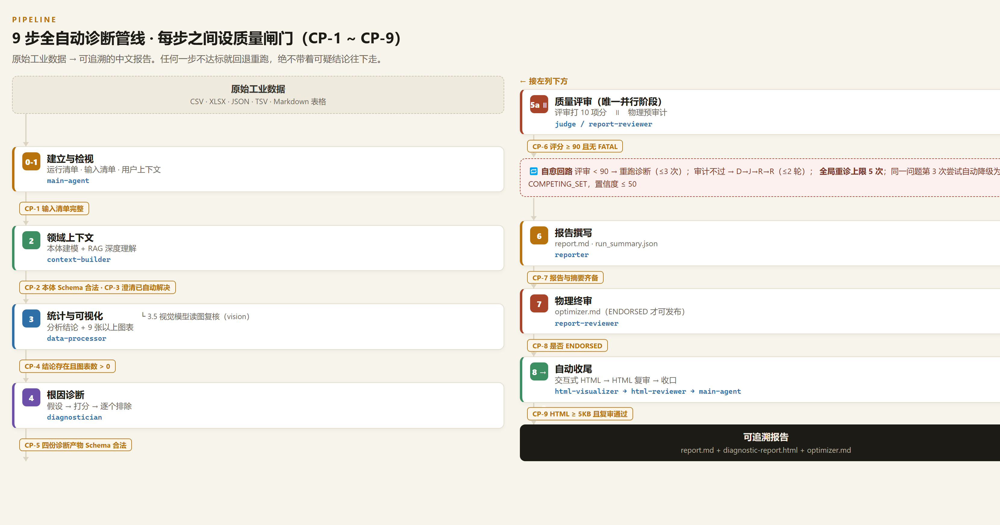 PIPELINE
9 步全自动诊断管线 · 每步之间设质量闸门（CP-1 ~ CP-9）
原始工业数据 → 可追溯的中文报告。任何一步不达标就回退重跑，绝不带着可疑结论往下走。
原始工业数据
CSV · XLSX · JSON · TSV · Markdown 表格
0-1
建立与检视
运行清单 · 输入清单 · 用户上下文
main-agent
CP-1 输入清单完整
2
领域上下文
本体建模 + RAG 深度理解
context-builder
CP-2 本体 Schema 合法 · CP-3 澄清已自动解决
3
统计与可视化
└ 3.5 视觉模型读图复核（vision）
分析结论 + 9 张以上图表
data-processor
CP-4 结论存在且图表数 > 0
4
根因诊断
假设 → 打分 → 逐个排除
diagnostician
CP-5 四份诊断产物 Schema 合法
← 接左列下方
5a ||
质量评审（唯一并行阶段）
评审打 10 项分 || 物理预审计
judge / report-reviewer
CP-6 评分 ≥ 90 且无 FATAL
🔁 自愈回路 评审 < 90 → 重跑诊断（≤3 次）；审计不过 → D→J→R→R（≤2 轮）； 全局重诊上限 5 次；同一问题第 3 次尝试自动降级为
COMPETING_SET，置信度 ≤ 50
6
报告撰写
report.md · run_summary.json
reporter
CP-7 报告与摘要齐备
7
物理终审
optimizer.md（ENDORSED 才可发布）
report-reviewer
CP-8 是否 ENDORSED
8 →
自动收尾
交互式 HTML → HTML 复审 → 收口
html-visualizer → html-reviewer → main-agent
CP-9 HTML ≥ 5KB 且复审通过
可追溯报告
report.md + diagnostic-report.html + optimizer.md